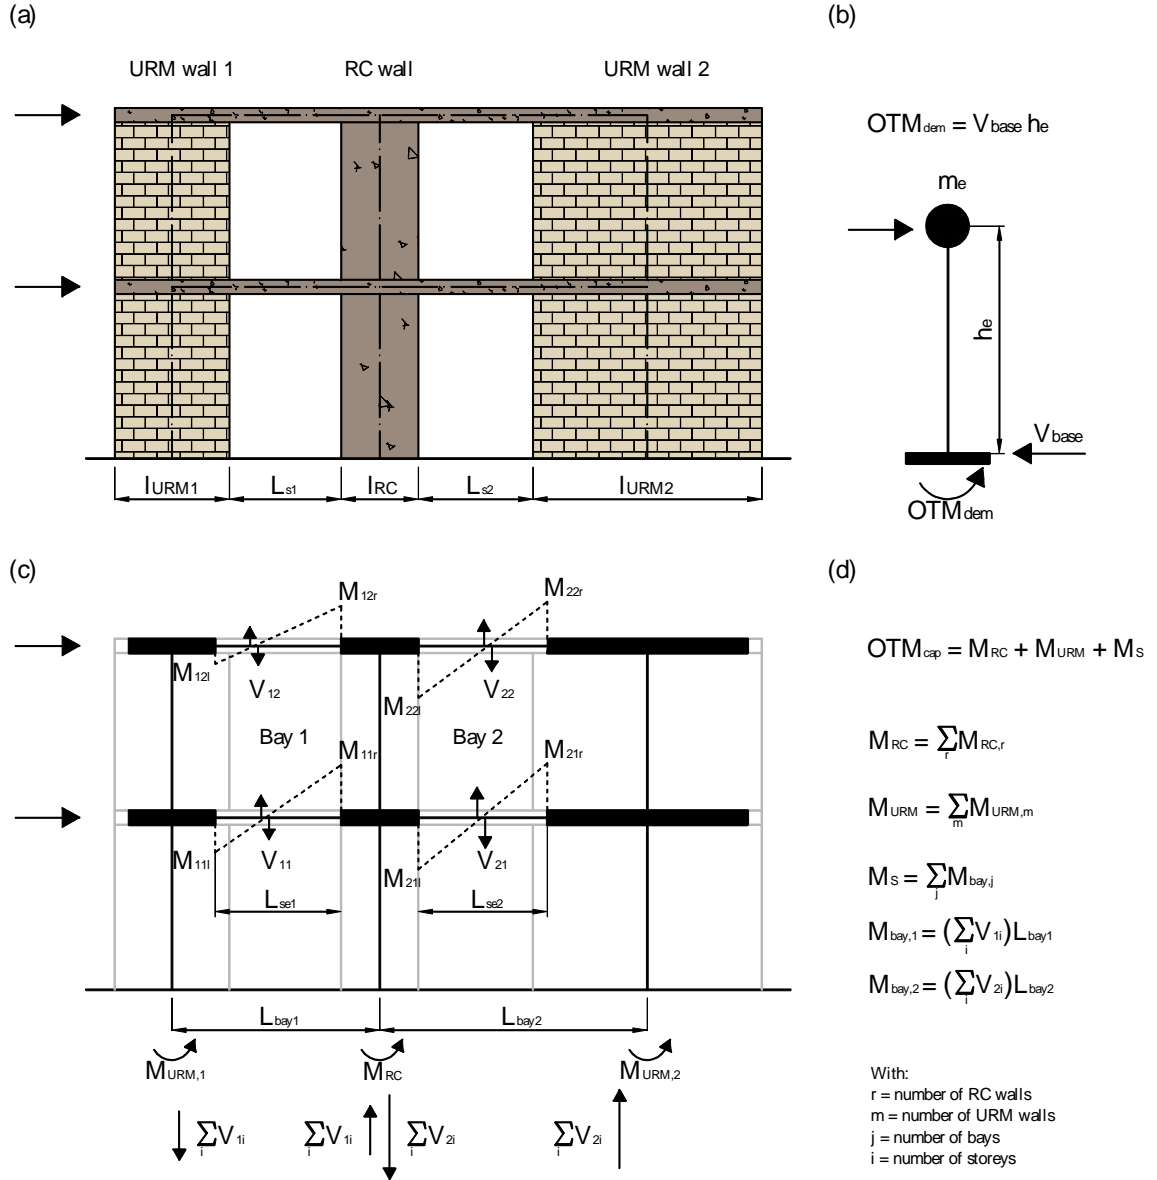 (a)
URM wall 1 RC wall URM wall 2
lURM1 Ls1 lRC Ls2 lURM2
(b)
OTMdem = Vbase he
me
he
Vbase
OTMdem
(c)
M12r M22r
M12l V12 M22l V22
Bay 1 Bay 2
M11r M21r
M11l V11 M21l V21
Lse1 Lse2
Lbay1 Lbay2
MURM,1 MRC MURM,2
∑i V1i ∑i V1i ∑i V2i ∑i V2i
(d)
OTMcap = MRC + MURM + MS
MRC = ∑r MRC,r
MURM = ∑m MURM,m
MS = ∑j Mbay,j
Mbay,1 = (∑i V1i) Lbay1
Mbay,2 = (∑i V2i) Lbay2
With:
r = number of RC walls
m = number of URM walls
j = number of bays
i = number of storeys